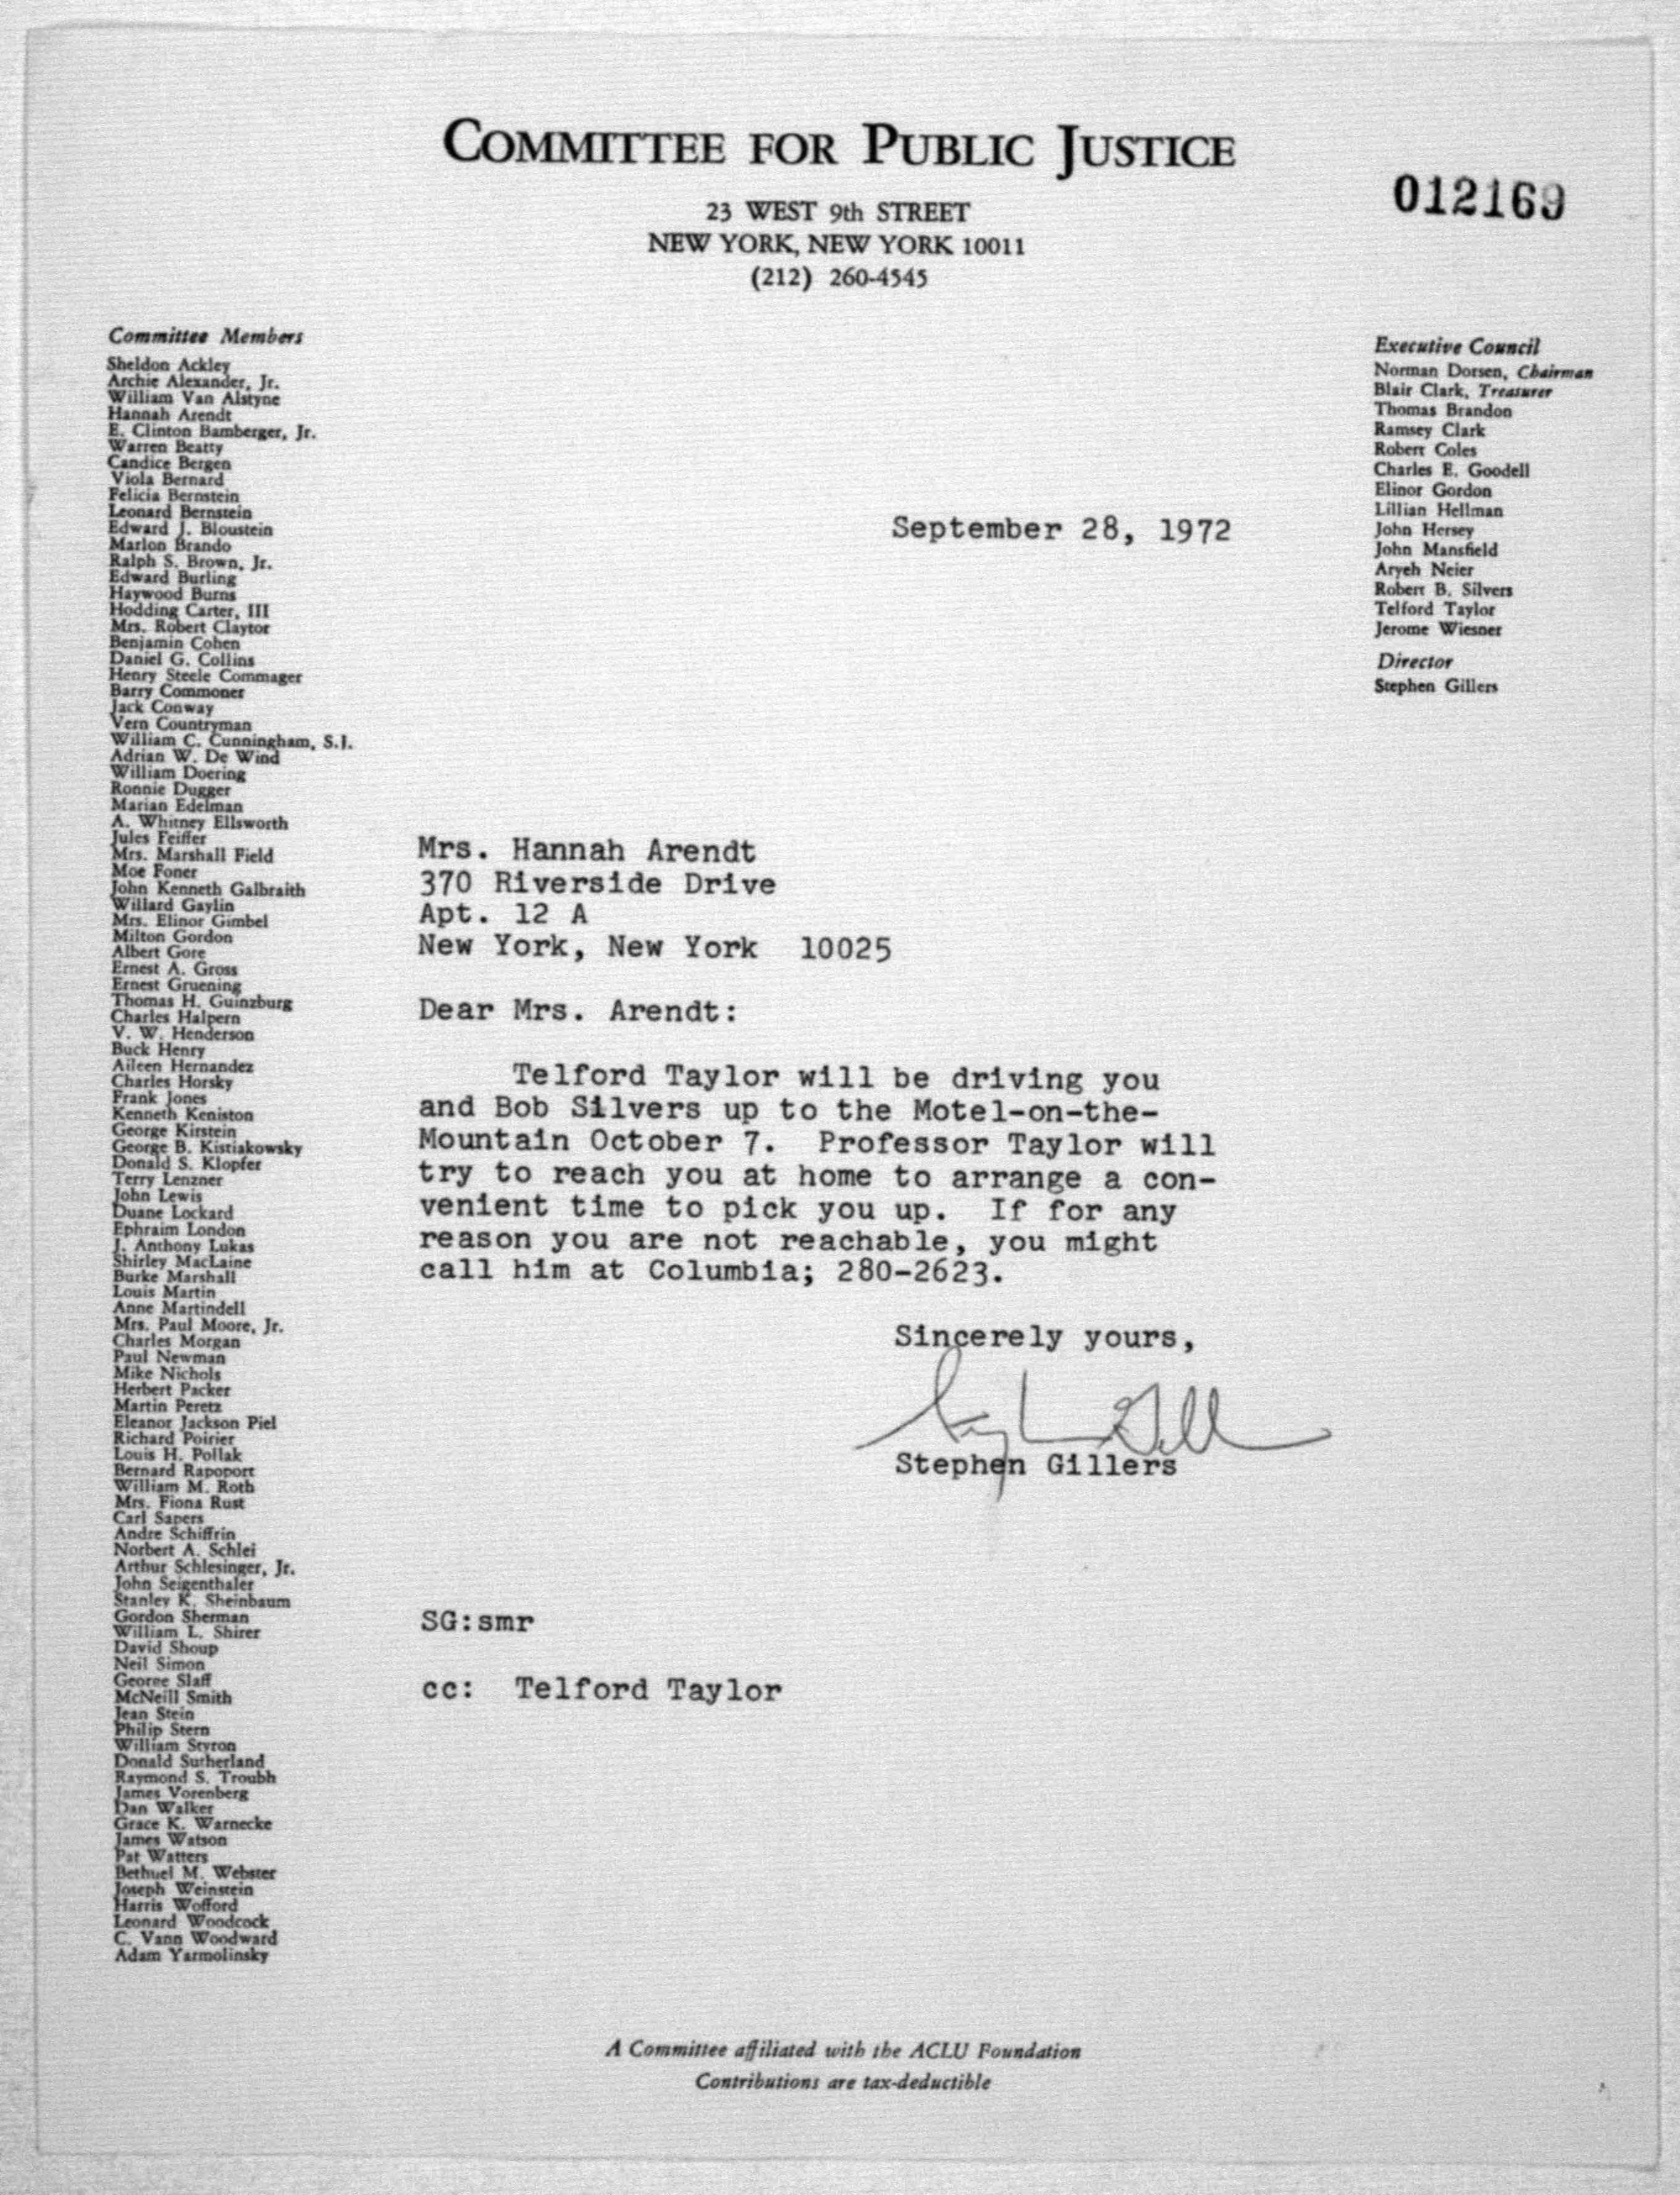 COMMITTEE FOR PUBLIC JUSTICE
23 WEST 9th STREET
NEW YORK, NEW YORK 10011
(212) 260-4545
012169
Committee Members
Sheldon Ackley
Archie Alexander, Jr.
William Van Alstyne
Hannah Arendt
E. Clinton Bamberger, Jr.
Warren Beatty
Candice Bergen
Viola Bernard
Felicia Bernstein
Leonard Bernstein
Edward J. Bloustein
Marlon Brando
Ralph S. Brown, Jr.
Edward Burling
Haywood Burns
Hodding Carter, III
Mrs. Robert Claytor
Benjamin Cohen
Daniel G. Collins
Henry Steele Commager
Barry Commoner
Jack Conway
Vern Countryman
William C. Cunningham, S.J.
Adrian W. De Wind
William Doering
Ronnie Dugger
Marian Edelman
A. Whitney Ellsworth
Jules Feiffer
Mrs. Marshall Field
Moe Foner
John Kenneth Galbraith
Willard Gaylin
Mrs. Elinor Gimbel
Milton Gordon
Albert Gore
Ernest A. Gross
Ernest Gruening
Thomas H. Guinzburg
Charles Halpern
V. W. Henderson
Buck Henry
Aileen Hernandez
Charles Horsky
Frank Jones
Kenneth Keniston
George Kirstein
George B. Kistiakowsky
Donald S. Klopfer
Terry Lenzner
John Lewis
Duane Lockard
Ephraim London
J. Anthony Lukas
Shirley MacLaine
Burke Marshall
Louis Martin
Anne Martindell
Mrs. Paul Moore, Jr.
Charles Morgan
Paul Newman
Mike Nichols
Herbert Packer
Martin Peretz
Eleanor Jackson Piel
Richard Poirier
Louis H. Pollak
Bernard Rapoport
William M. Roth
Mrs. Fiona Rust
Carl Sapers
Andre Schiffrin
Norbert A. Schlei
Arthur Schlesinger, Jr.
John Seigenthaler
Stanley K. Sheinbaum
Gordon Sherman
William L. Shirer
David Shoup
Neil Simon
George Slaff
McNeill Smith
Jean Stein
Philip Stern
William Styron
Donald Sutherland
Raymond S. Troubh
James Vorenberg
Dan Walker
Grace K. Warnecke
James Watson
Pat Watters
Bethuel M. Webster
Joseph Weinstein
Harris Wofford
Leonard Woodcock
C. Vann Woodward
Adam Yarmolinsky
Executive Council
Norman Dorsen, Chairman
Blair Clark, Treasurer
Thomas Brandon
Ramsey Clark
Robert Coles
Charles E. Goodell
Elinor Gordon
Lillian Hellman
John Hersey
John Mansfield
Aryeh Neier
Robert B. Silvers
Telford Taylor
Jerome Wiesner
Director
Stephen Gillers
September 28, 1972
Mrs. Hannah Arendt
370 Riverside Drive
Apt. 12 A
New York, New York 10025
Dear Mrs. Arendt:
Telford Taylor will be driving you
and Bob Silvers up to the Motel-on-the-
Mountain October 7. Professor Taylor will
try to reach you at home to arrange a con-
venient time to pick you up. If for any
reason you are not reachable, you might
call him at Columbia; 280-2623.
Sincerely yours,
Stephen Gillers
SG:smr
cc: Telford Taylor
A Committee affiliated with the ACLU Foundation
Contributions are tax-deductible